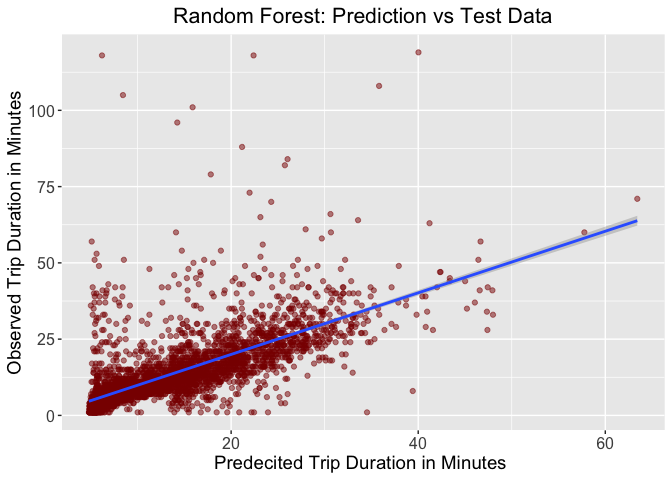 Random Forest: Prediction vs Test Data
Observed Trip Duration in Minutes
100
75
50
25
0
20
40
60
Predecited Trip Duration in Minutes